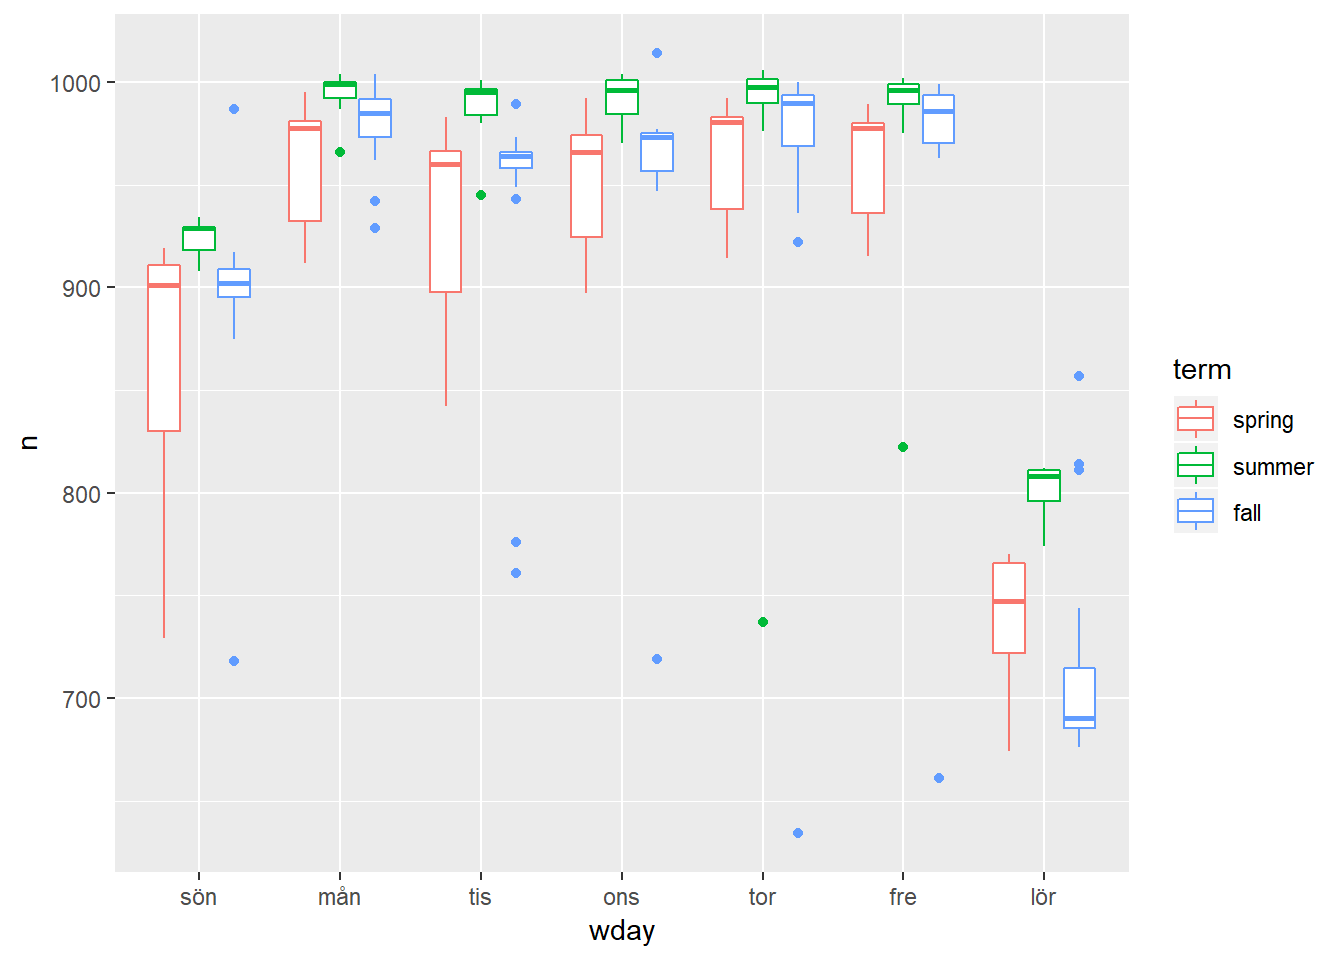 1000
900
800
700
n
sön mån tis ons tor fre lör
wday
term
spring
summer
fall